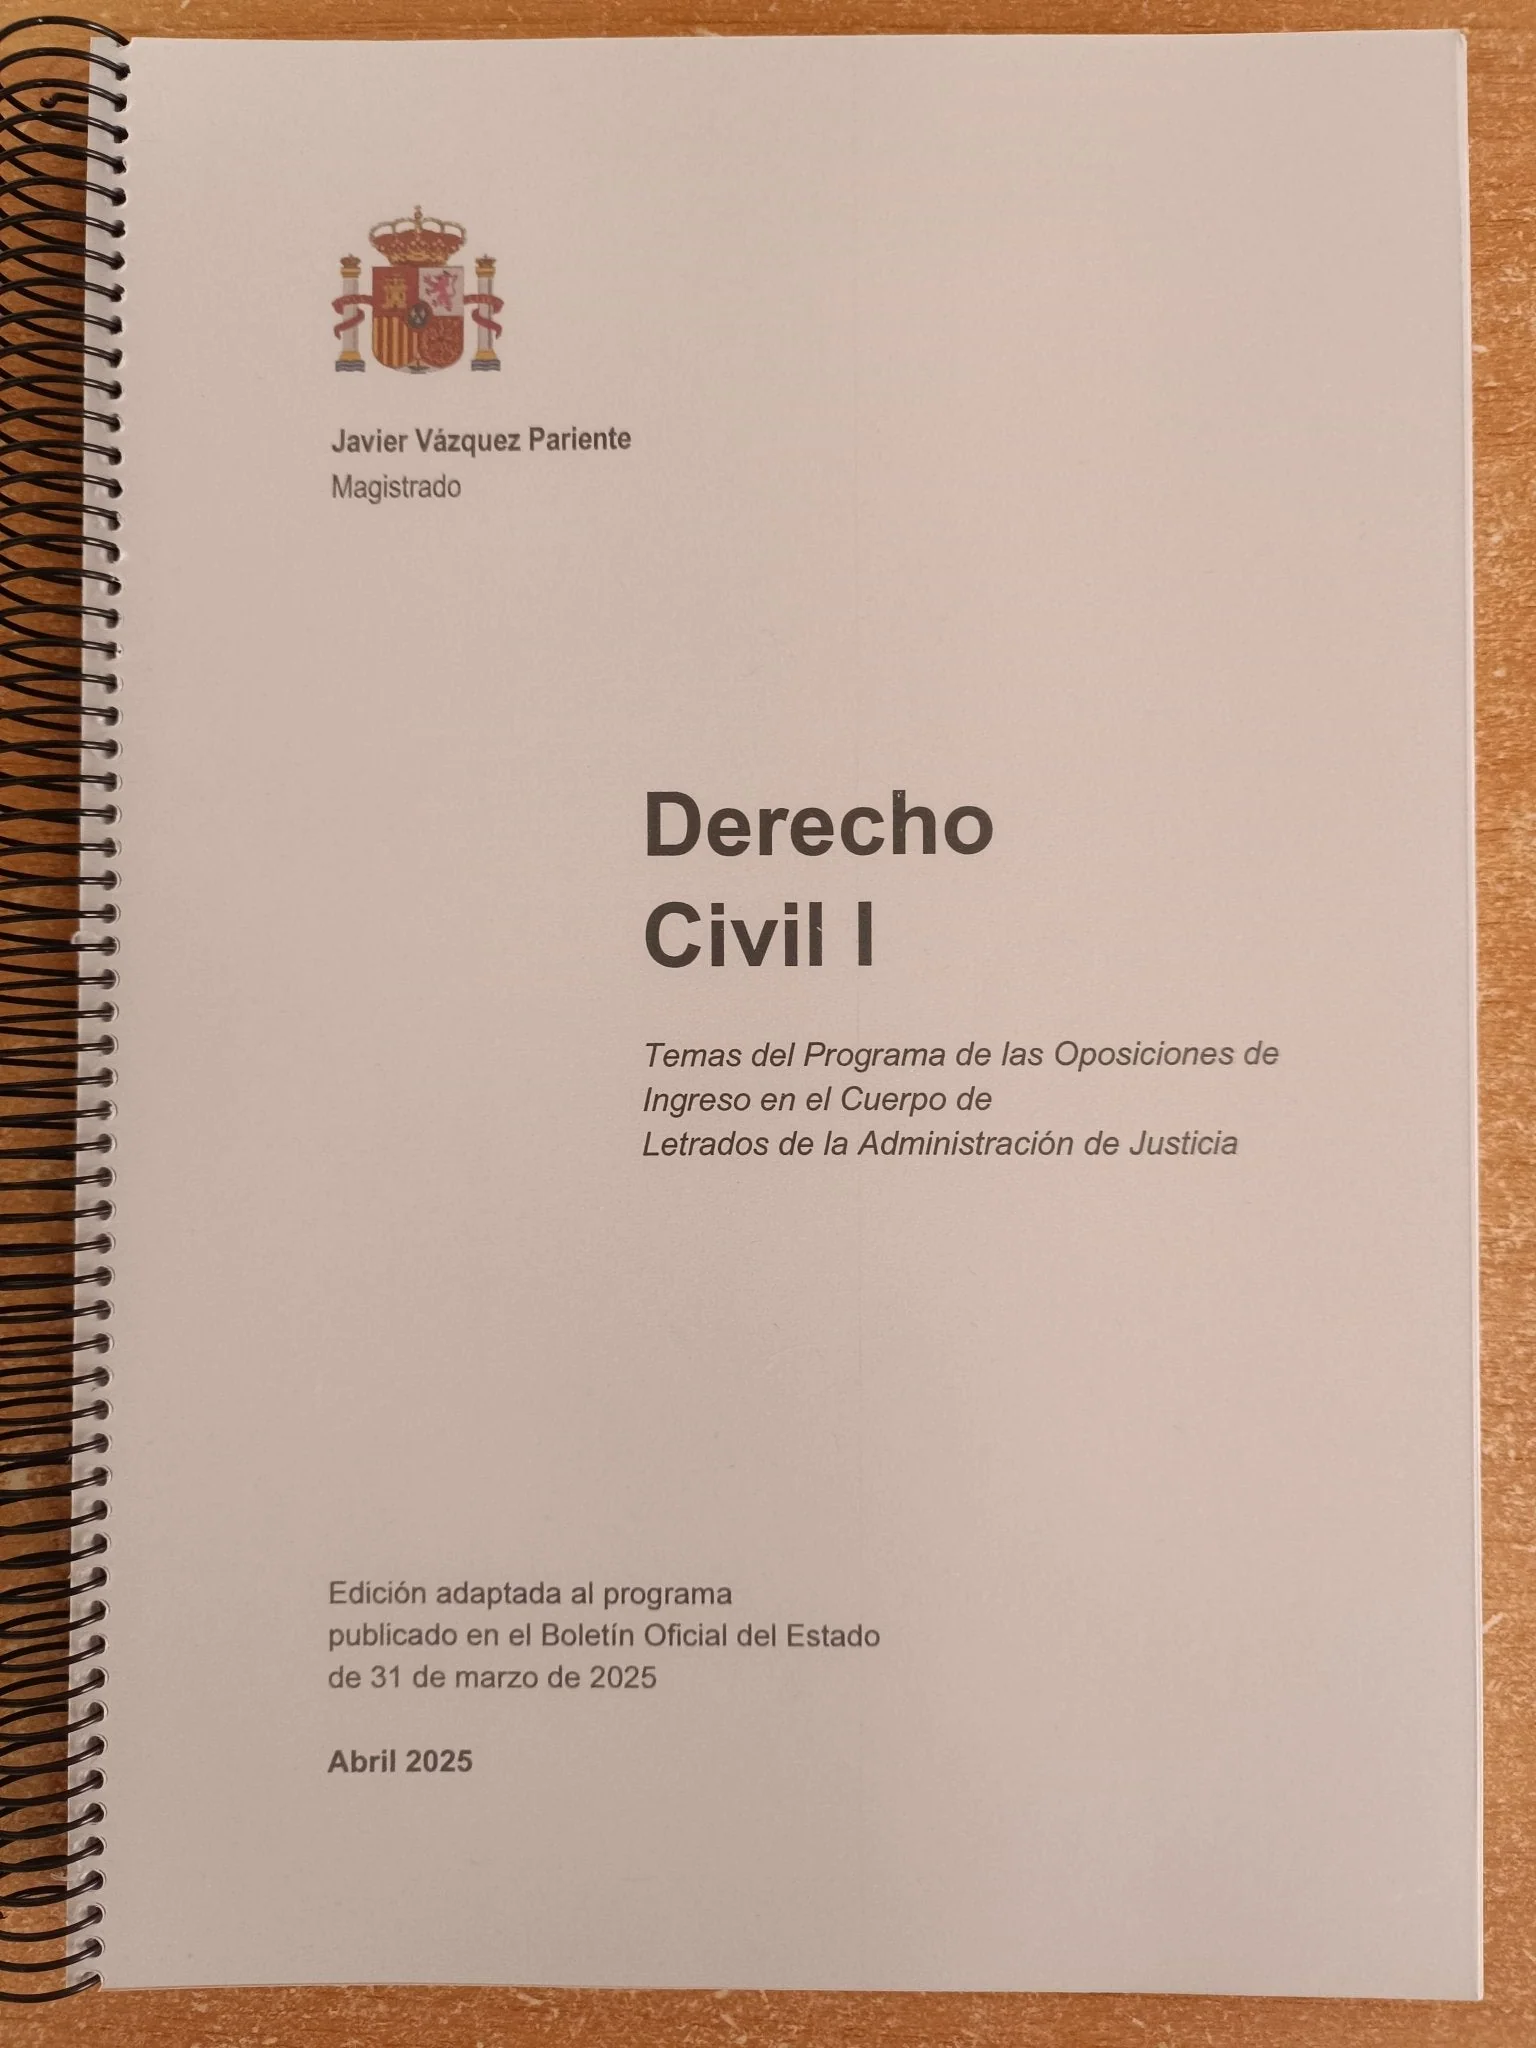 Javier Vázquez Pariente
Magistrado
Derecho
Civil I
Temas del Programa de las Oposiciones de
Ingreso en el Cuerpo de
Letrados de la Administración de Justicia
Edición adaptada al programa
publicado en el Boletín Oficial del Estado
de 31 de marzo de 2025
Abril 2025